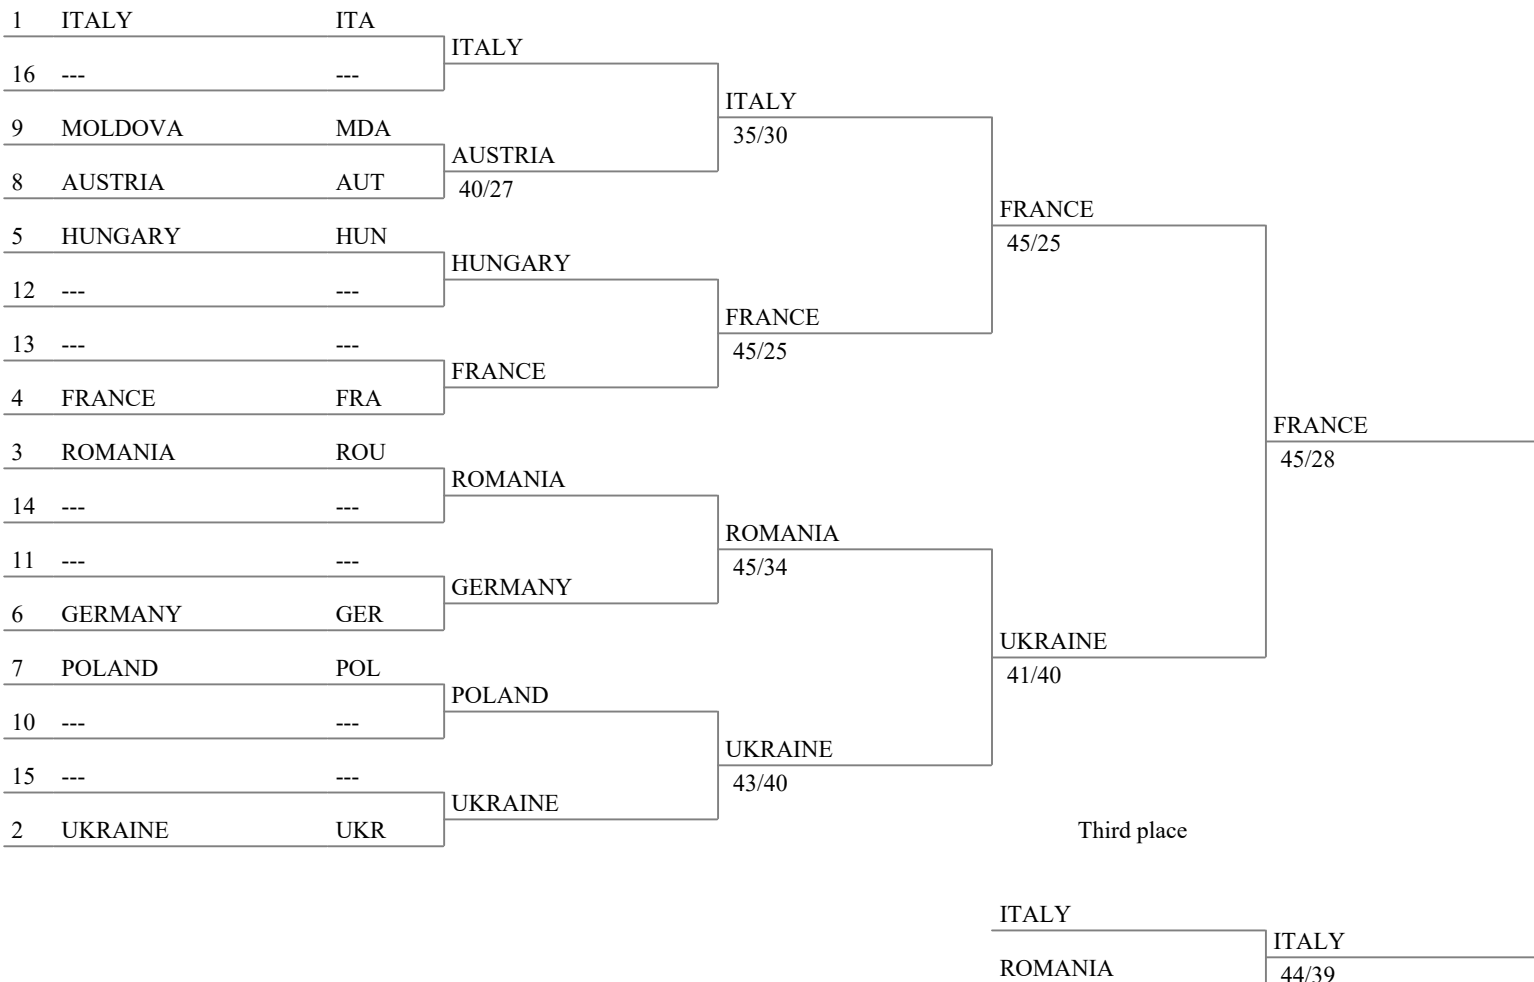 1 ITALY ITA
ITALY
16 --- ---
ITALY
35/30
9 MOLDOVA MDA
AUSTRIA
40/27
8 AUSTRIA AUT
FRANCE
45/25
5 HUNGARY HUN
HUNGARY
12 --- ---
FRANCE
45/25
13 --- ---
FRANCE
4 FRANCE FRA
FRANCE
45/28
3 ROMANIA ROU
ROMANIA
14 --- ---
ROMANIA
45/34
11 --- ---
GERMANY
6 GERMANY GER
UKRAINE
41/40
7 POLAND POL
POLAND
10 --- ---
UKRAINE
43/40
15 --- ---
UKRAINE
2 UKRAINE UKR
Third place
ITALY
ITALY
ROMANIA
44/39